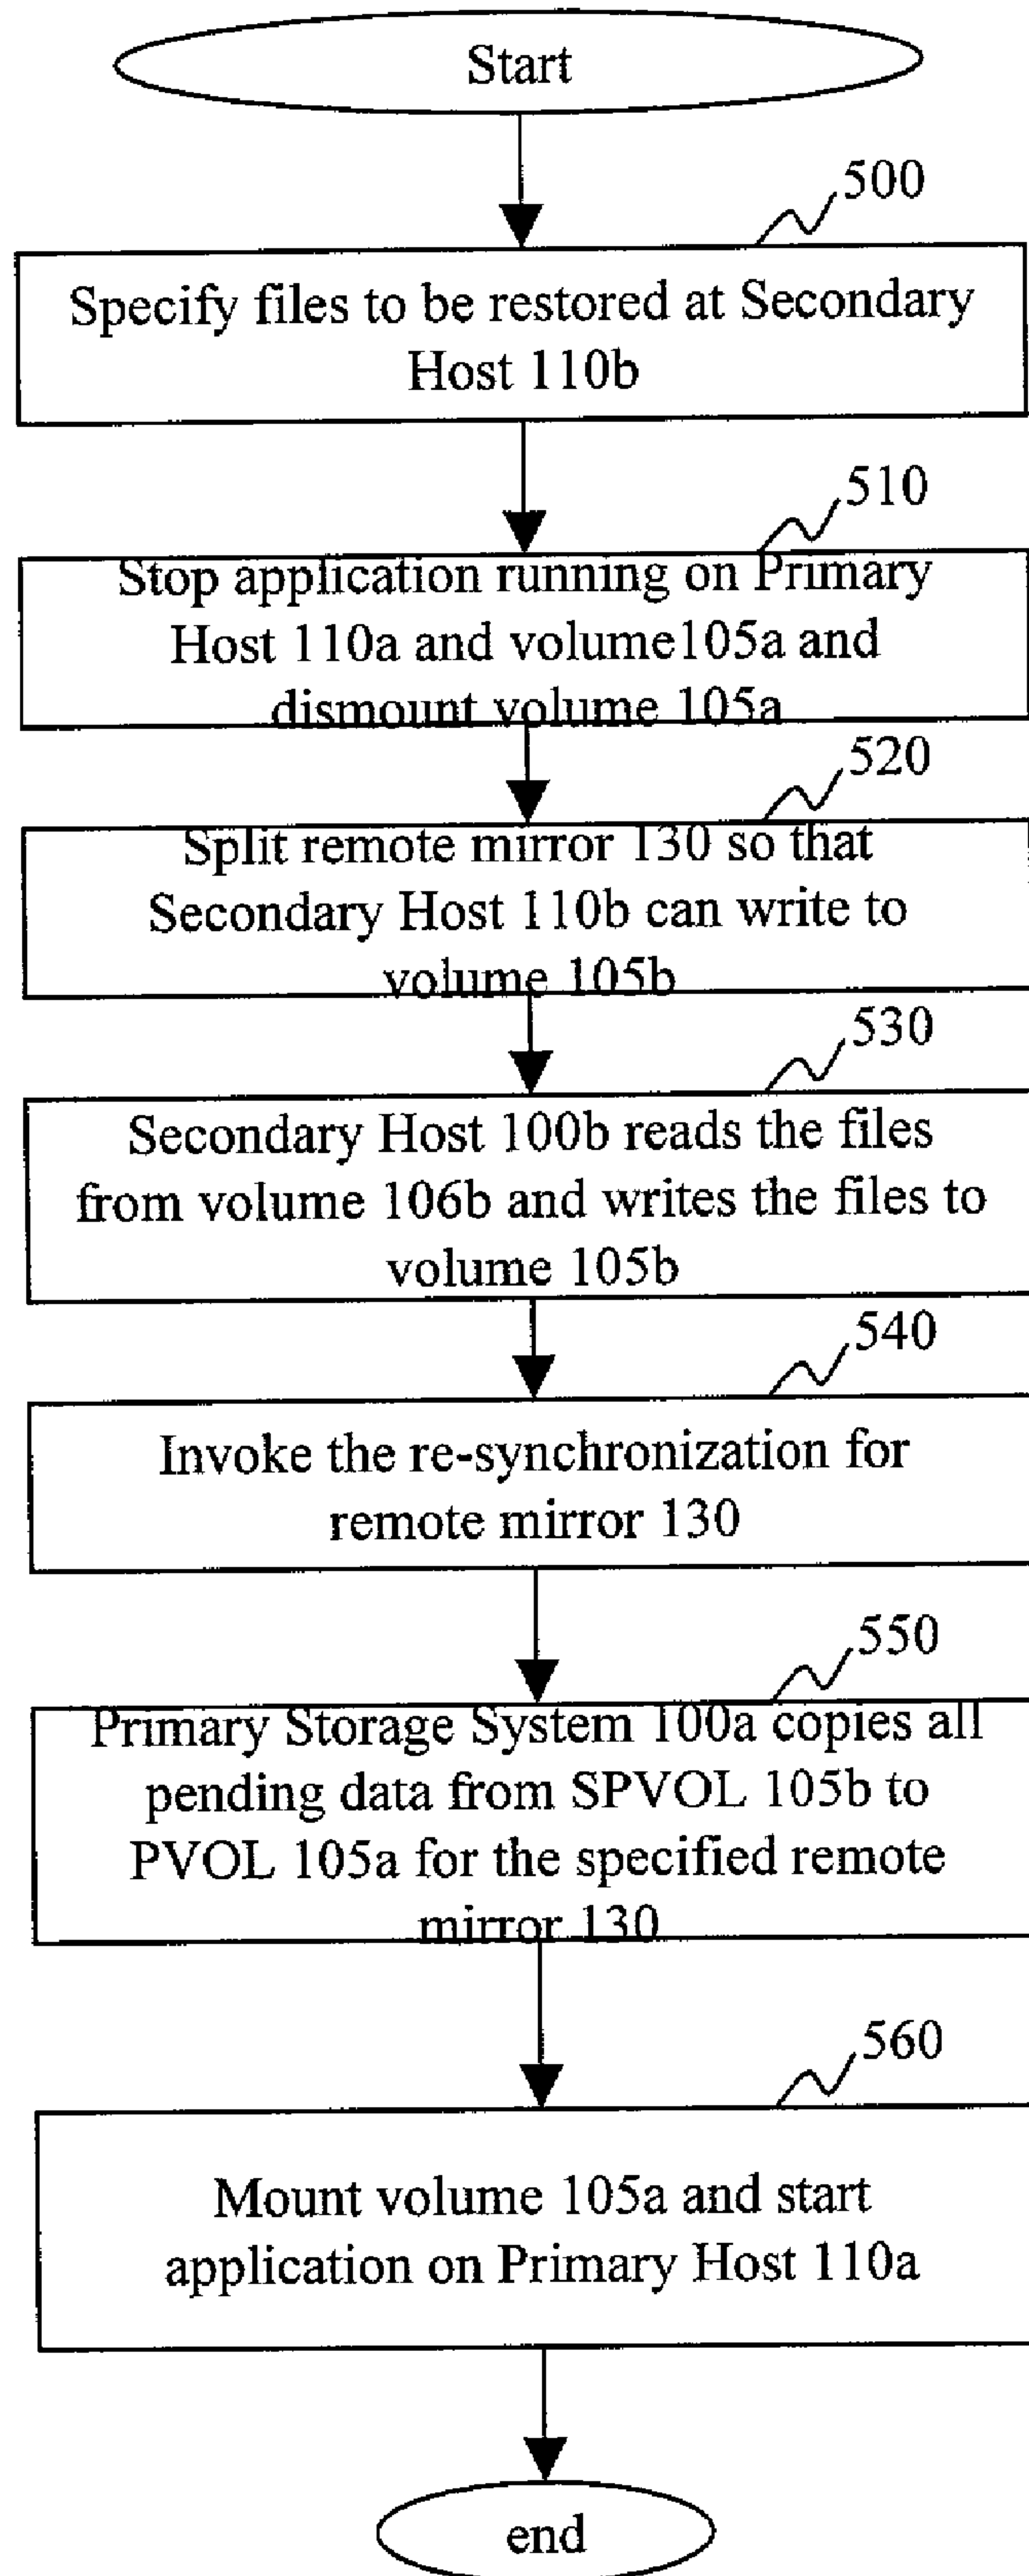 Start
500
Specify files to be restored at Secondary
Host 110b
510
Stop application running on Primary
Host 110a and volume105a and
dismount volume 105a
520
Split remote mirror 130 so that
Secondary Host 110b can write to
volume 105b
530
Secondary Host 100b reads the files
from volume 106b and writes the files to
volume 105b
540
Invoke the re-synchronization for
remote mirror 130
550
Primary Storage System 100a copies all
pending data from SPVOL 105b to
PVOL 105a for the specified remote
mirror 130
560
Mount volume 105a and start
application on Primary Host 110a
end